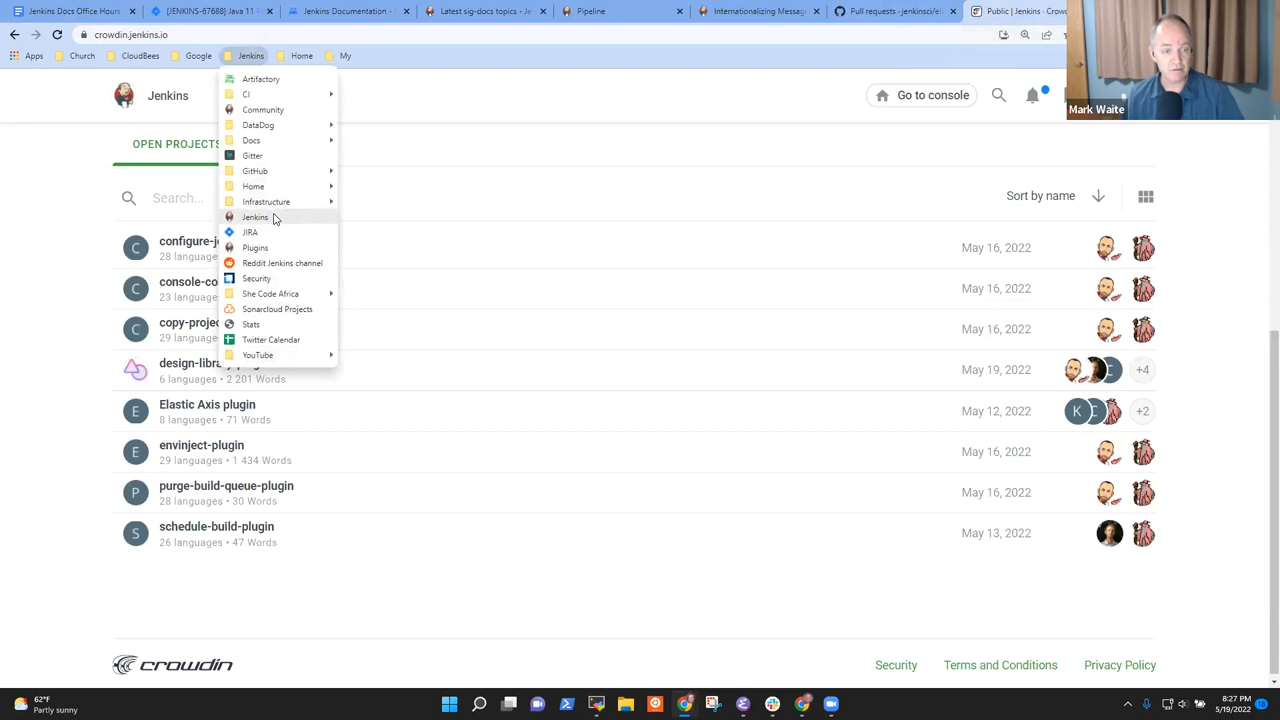 Jenkins Docs Office Hour
[JENKINS-67688] Java 11
Jenkins Documentation -
Latest sig-docs topics -
Pipeline
Internationalizing Messag
Pull requests · jenkinsci/el
Public | Jenkins - Crow
crowdin.jenkins.io
Apps
Church
CloudBees
Google
Jenkins
Home
My
Jenkins
Go to console
Mark Waite
Artifactory
CI
Community
DataDog
Docs
Gitter
GitHub
Home
Infrastructure
Jenkins
JIRA
Plugins
Reddit Jenkins channel
Security
She Code Africa
Sonarcloud Projects
Stats
Twitter Calendar
YouTube
OPEN PROJECTS
Search...
Sort by name
C
configure-j
28 languages
May 16, 2022
C
console-co
23 languages
May 16, 2022
C
copy-projec
29 languages
May 16, 2022
design-library-plugin
6 languages • 2 201 Words
May 19, 2022
C
+4
E
Elastic Axis plugin
8 languages • 71 Words
May 12, 2022
K
C
+2
E
envinject-plugin
29 languages • 1 434 Words
May 16, 2022
P
purge-build-queue-plugin
28 languages • 30 Words
May 16, 2022
S
schedule-build-plugin
26 languages • 47 Words
May 13, 2022
crowdin
Security
Terms and Conditions
Privacy Policy
62°F
Partly sunny
8:27 PM
5/19/2022
18